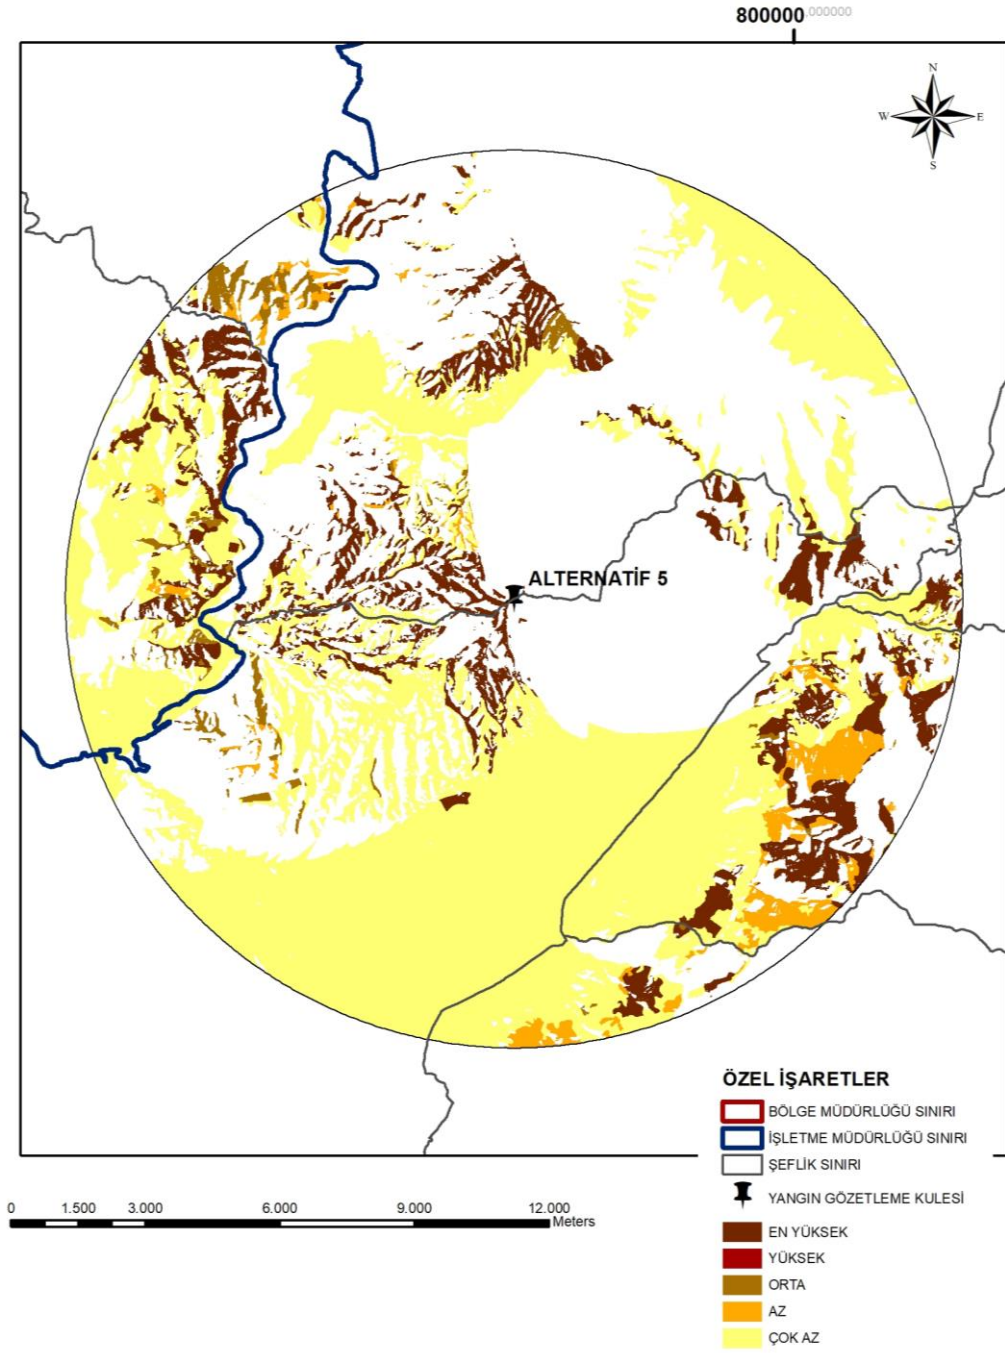 800000,000000
N
W E
S
ALTERNATİF 5
ÖZEL İŞARETLER
BÖLGE MÜDÜRLÜĞÜ SINIRI
İŞLETME MÜDÜRLÜĞÜ SINIRI
ŞEFLİK SINIRI
YANGIN GÖZETLEME KULESİ
EN YÜKSEK
YÜKSEK
ORTA
AZ
ÇOK AZ
0 1.500 3.000 6.000 9.000 12.000
Meters